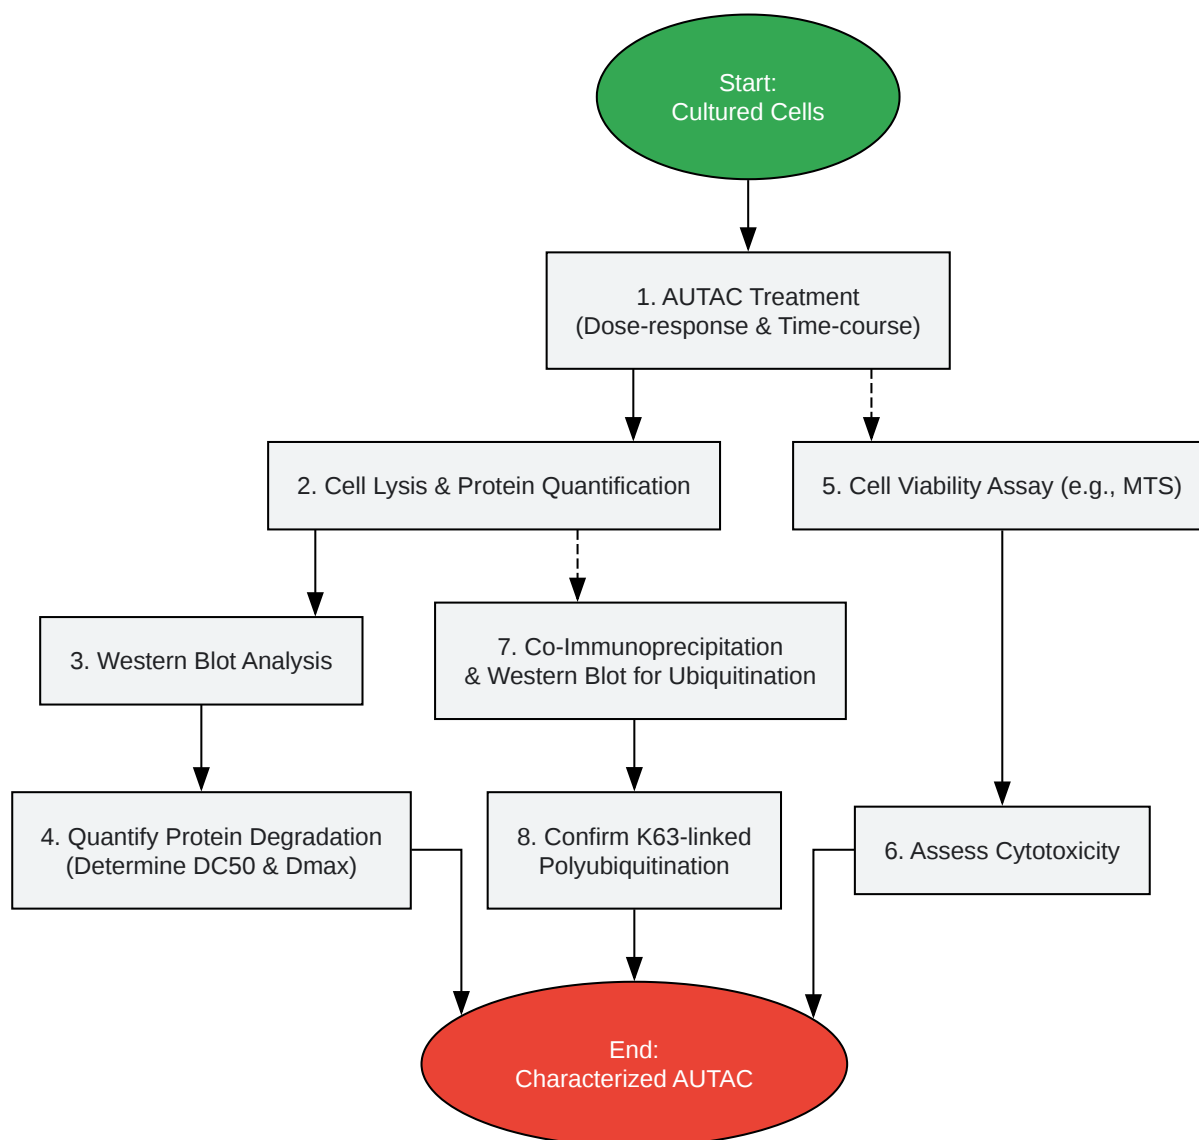 Start:
Cultured Cells
1. AUTAC Treatment
(Dose-response & Time-course)
2. Cell Lysis & Protein Quantification
5. Cell Viability Assay (e.g., MTS)
3. Western Blot Analysis
7. Co-Immunoprecipitation
& Western Blot for Ubiquitination
4. Quantify Protein Degradation
(Determine DC50 & Dmax)
8. Confirm K63-linked
Polyubiquitination
6. Assess Cytotoxicity
End:
Characterized AUTAC